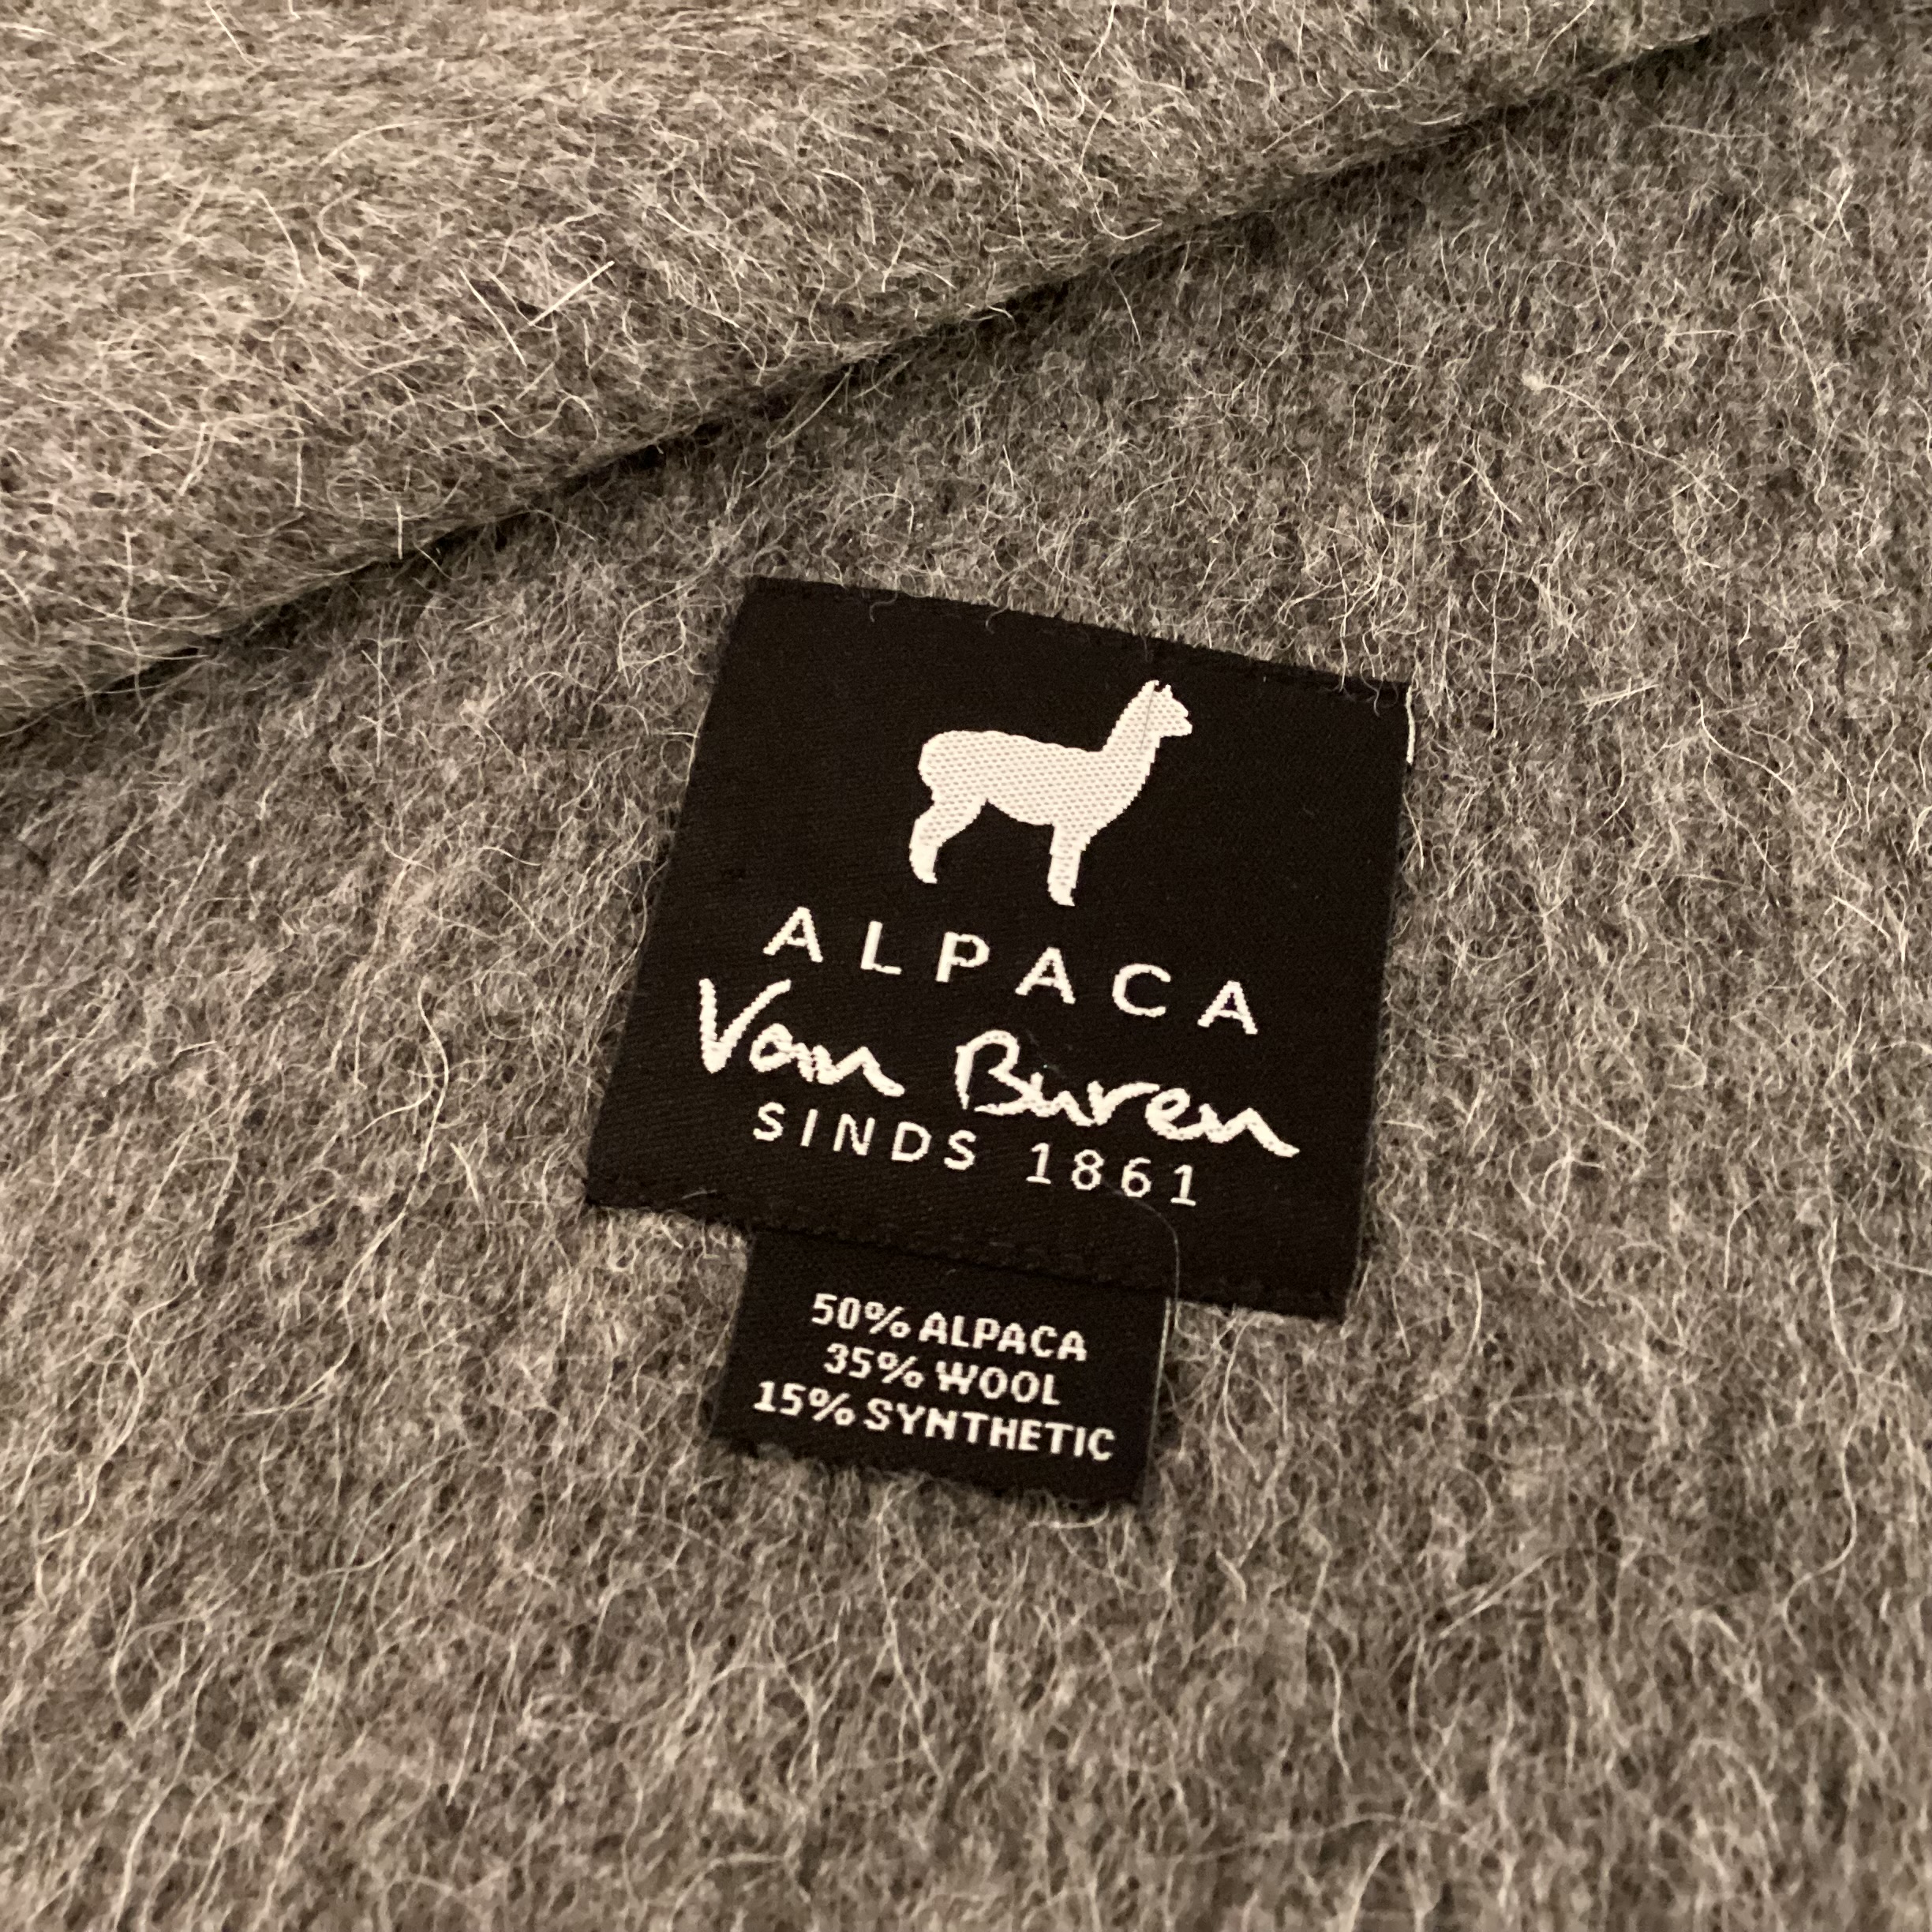 ALPACA
Van Buren
SINDS 1861
50% ALPACA
35% WOOL
15% SYNTHETIC